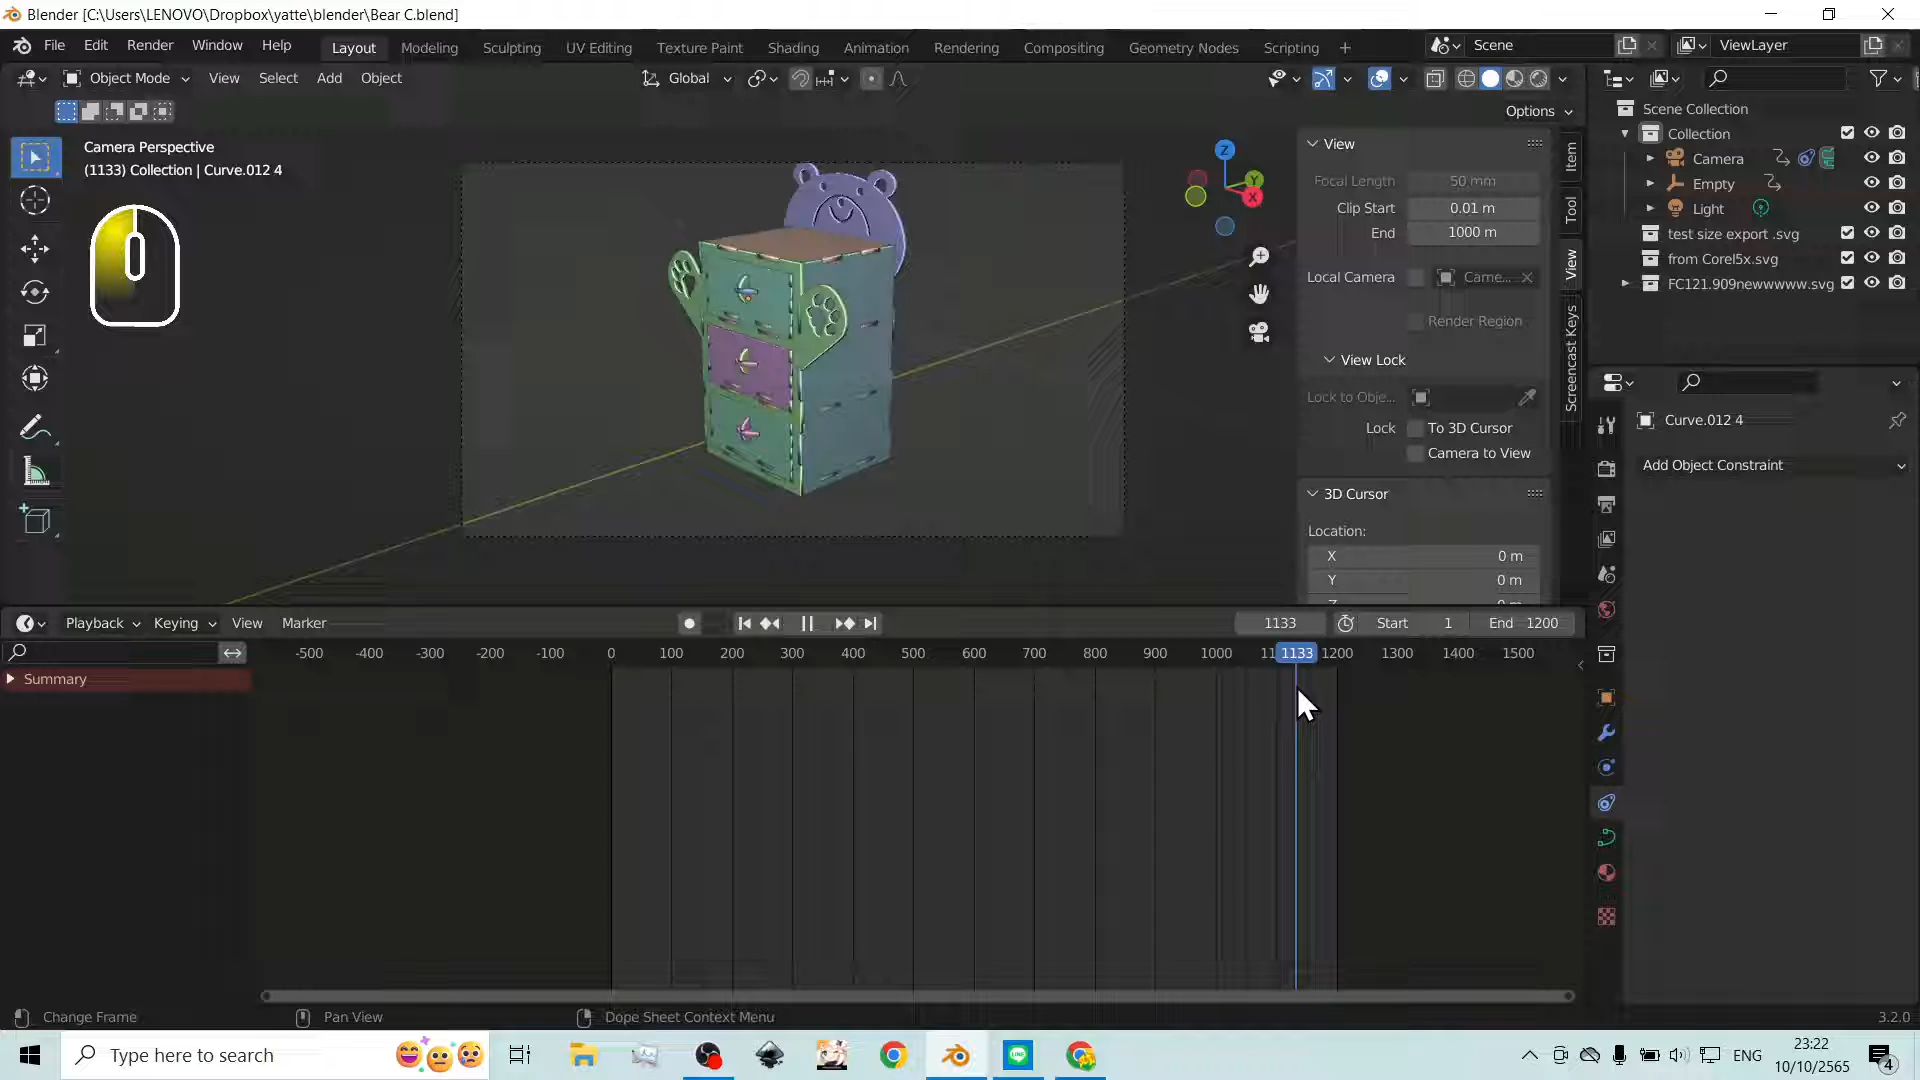 Blender [C:\Users\LENOVO\Dropbox\yatte\blender\Bear C.blend]
File Edit Render Window Help Layout Modeling Sculpting UV Editing Texture Paint Shading Animation Rendering Compositing Geometry Nodes Scripting + Scene ViewLayer
Object Mode View Select Add Object Global
Options
Camera Perspective
(1133) Collection | Curve.012 4
Z
Y
X
View
Focal Length 50 mm
Clip Start 0.01 m
End 1000 m
Local Camera Came...
Render Region
View Lock
Lock to Obje...
Lock To 3D Cursor
Camera to View
3D Cursor
Location:
X 0 m
Y 0 m
Item
Tool
View
Screencast Keys
Scene Collection
Collection
Camera
Empty
Light
test size export .svg
from Corel5x.svg
FC121.909newwwww.svg
Curve.012 4
Add Object Constraint
Playback Keying View Marker 1133 Start 1 End 1200
-500 -400 -300 -200 -100 0 100 200 300 400 500 600 700 800 900 1000 1133 1200 1300 1400 1500
Summary
Change Frame Pan View Dope Sheet Context Menu 3.2.0
Type here to search
ENG
23:22
10/10/2565
4